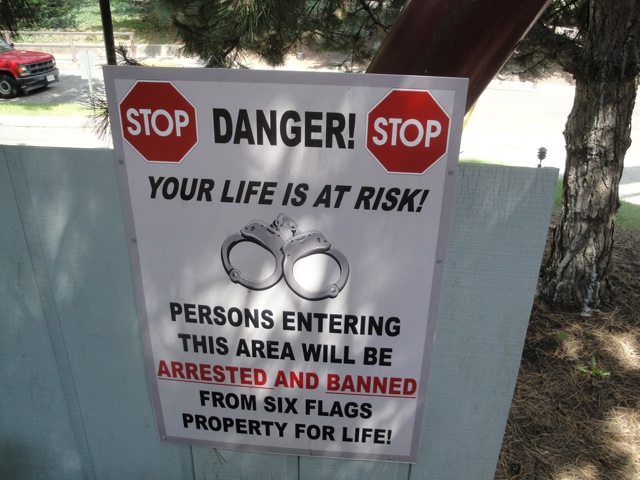 STOP DANGER! STOP
YOUR LIFE IS AT RISK!
PERSONS ENTERING
THIS AREA WILL BE
ARRESTED AND BANNED
FROM SIX FLAGS
PROPERTY FOR LIFE!